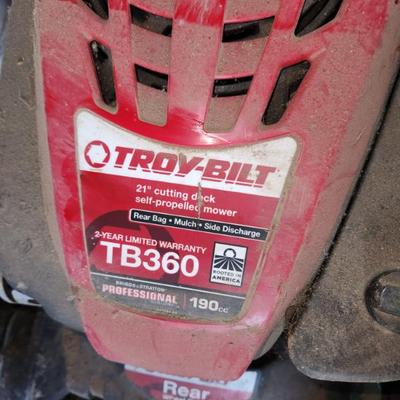 TROY-BILT
21" cutting deck
self-propelled mower
Rear Bag • Mulch • Side Discharge
2-YEAR LIMITED WARRANTY
TB360
ROOTED IN
AMERICA
BRIGGS & STRATTON
PROFESSIONAL
190cc
Rear